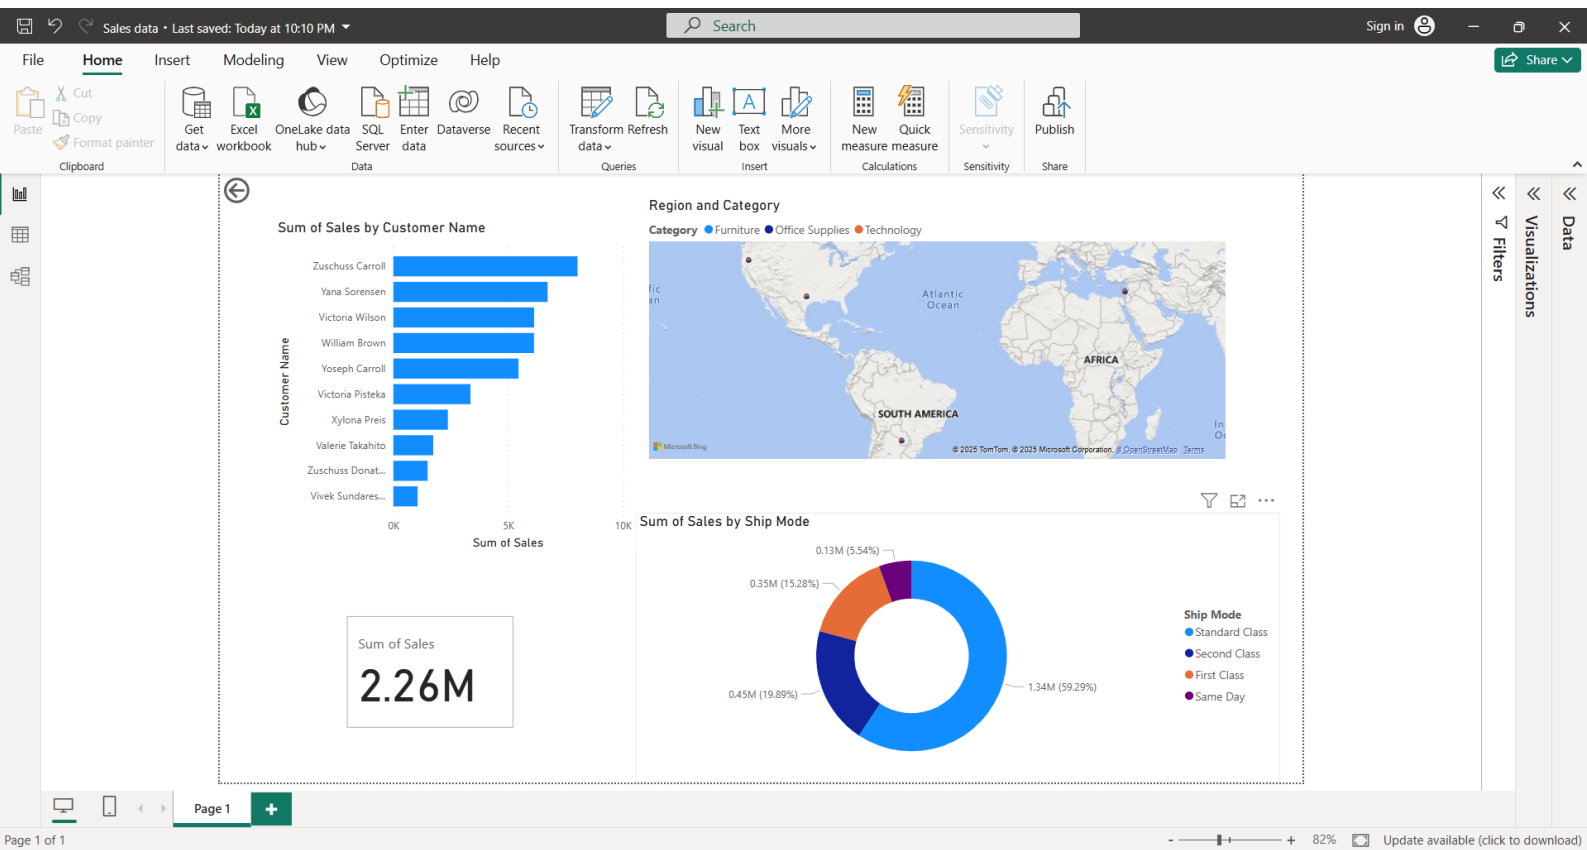 Sales data • Last saved: Today at 10:10 PM
Search
Sign in
File Home Insert Modeling View Optimize Help
Share
Paste
Cut
Copy
Format painter
Clipboard
Get data
Excel workbook
OneLake data hub
SQL Server
Enter data
Dataverse
Recent sources
Data
Transform data
Refresh
Queries
New visual
Text box
More visuals
Insert
New measure
Quick measure
Calculations
Sensitivity
Sensitivity
Publish
Share
Sum of Sales by Customer Name
Customer Name
Zuschuss Carroll
Yana Sorensen
Victoria Wilson
William Brown
Yoseph Carroll
Victoria Pisteka
Xylona Preis
Valerie Takahito
Zuschuss Donat...
Vivek Sundares...
0K 5K 10K
Sum of Sales
Region and Category
Category Furniture Office Supplies Technology
fic
an
Atlantic
Ocean
AFRICA
SOUTH AMERICA
In
Microsoft Bing
© 2025 TomTom, © 2025 Microsoft Corporation, © OpenStreetMap Terms
Sum of Sales
2.26M
Sum of Sales by Ship Mode
0.13M (5.54%)
0.35M (15.28%)
0.45M (19.89%)
1.34M (59.29%)
Ship Mode
Standard Class
Second Class
First Class
Same Day
Filters
Visualizations
Data
Page 1
+
Page 1 of 1
- + 82%
Update available (click to download)